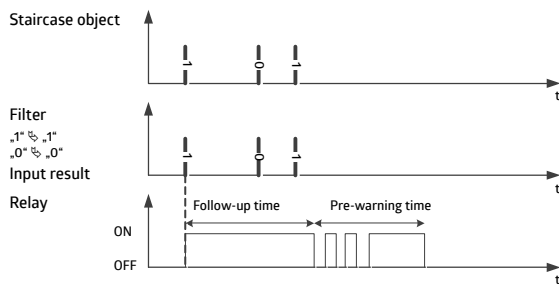 Staircase object
1 0 1
t
Filter
„1“ ⮱ „1“
„0“ ⮱ „0“
1 0 1
Input result
t
Relay
Follow-up time Pre-warning time
ON
OFF
t